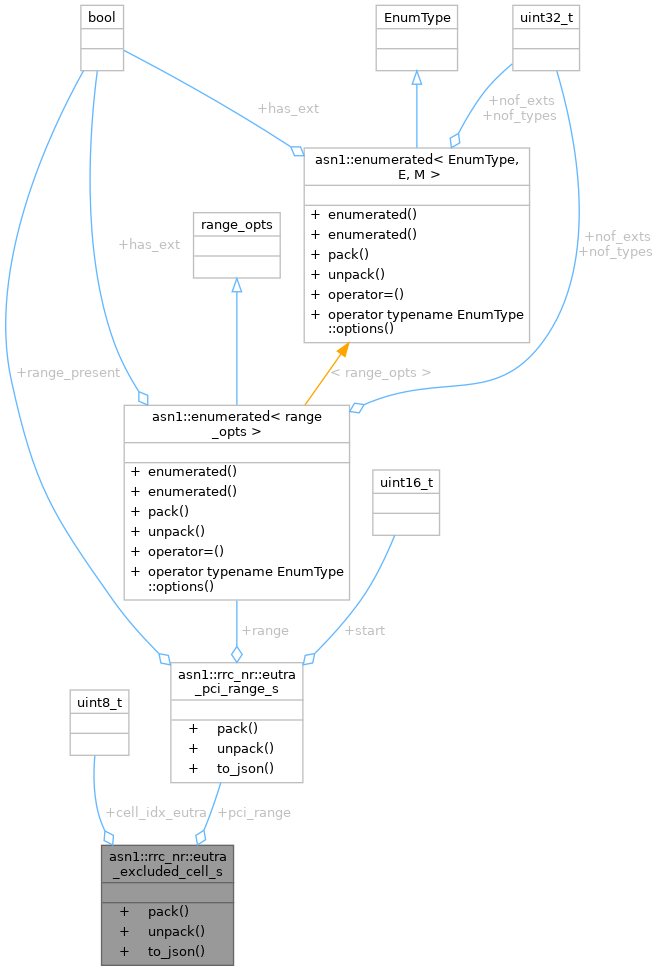 bool
EnumType
uint32_t
+has_ext
+nof_exts
+nof_types
asn1::enumerated< EnumType,
E, M >
+ enumerated()
+ enumerated()
+ pack()
+ unpack()
+ operator=()
+ operator typename EnumType
::options()
range_opts
+has_ext
+nof_exts
+nof_types
+range_present
< range_opts >
asn1::enumerated< range
_opts >
+ enumerated()
+ enumerated()
+ pack()
+ unpack()
+ operator=()
+ operator typename EnumType
::options()
uint16_t
+range
+start
asn1::rrc_nr::eutra
_pci_range_s
+ pack()
+ unpack()
+ to_json()
uint8_t
+cell_idx_eutra
+pci_range
asn1::rrc_nr::eutra
_excluded_cell_s
+ pack()
+ unpack()
+ to_json()